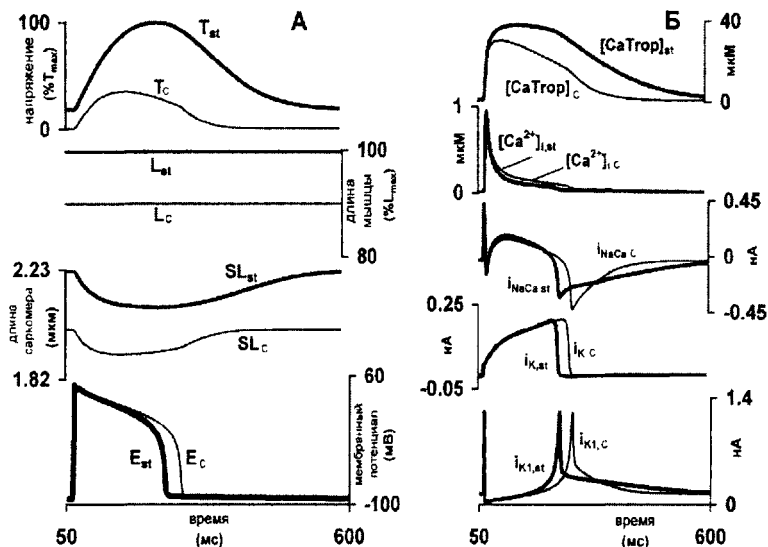 А
100
напряжение
(%Tmax)
0
Tst
TC
Lst
LC
100
длина
мышцы
(%Lmax)
80
2.23
длина
саркомера
(мкм)
1.82
SLst
SLC
60
мембранный
потенциал
(мВ)
-100
Est
EC
50
время
(мс)
600
Б
[CaTrop]st
[CaTrop]C
40
мкМ
0
1
мкМ
0
[Ca2+]i,st
[Ca2+]i C
0.45
0
нА
-0.45
iNaCa C
iNaCa st
0.25
нА
-0.05
iK C
iK,st
1.4
нА
0
iK1,C
iK1,st
50
время
(мс)
600